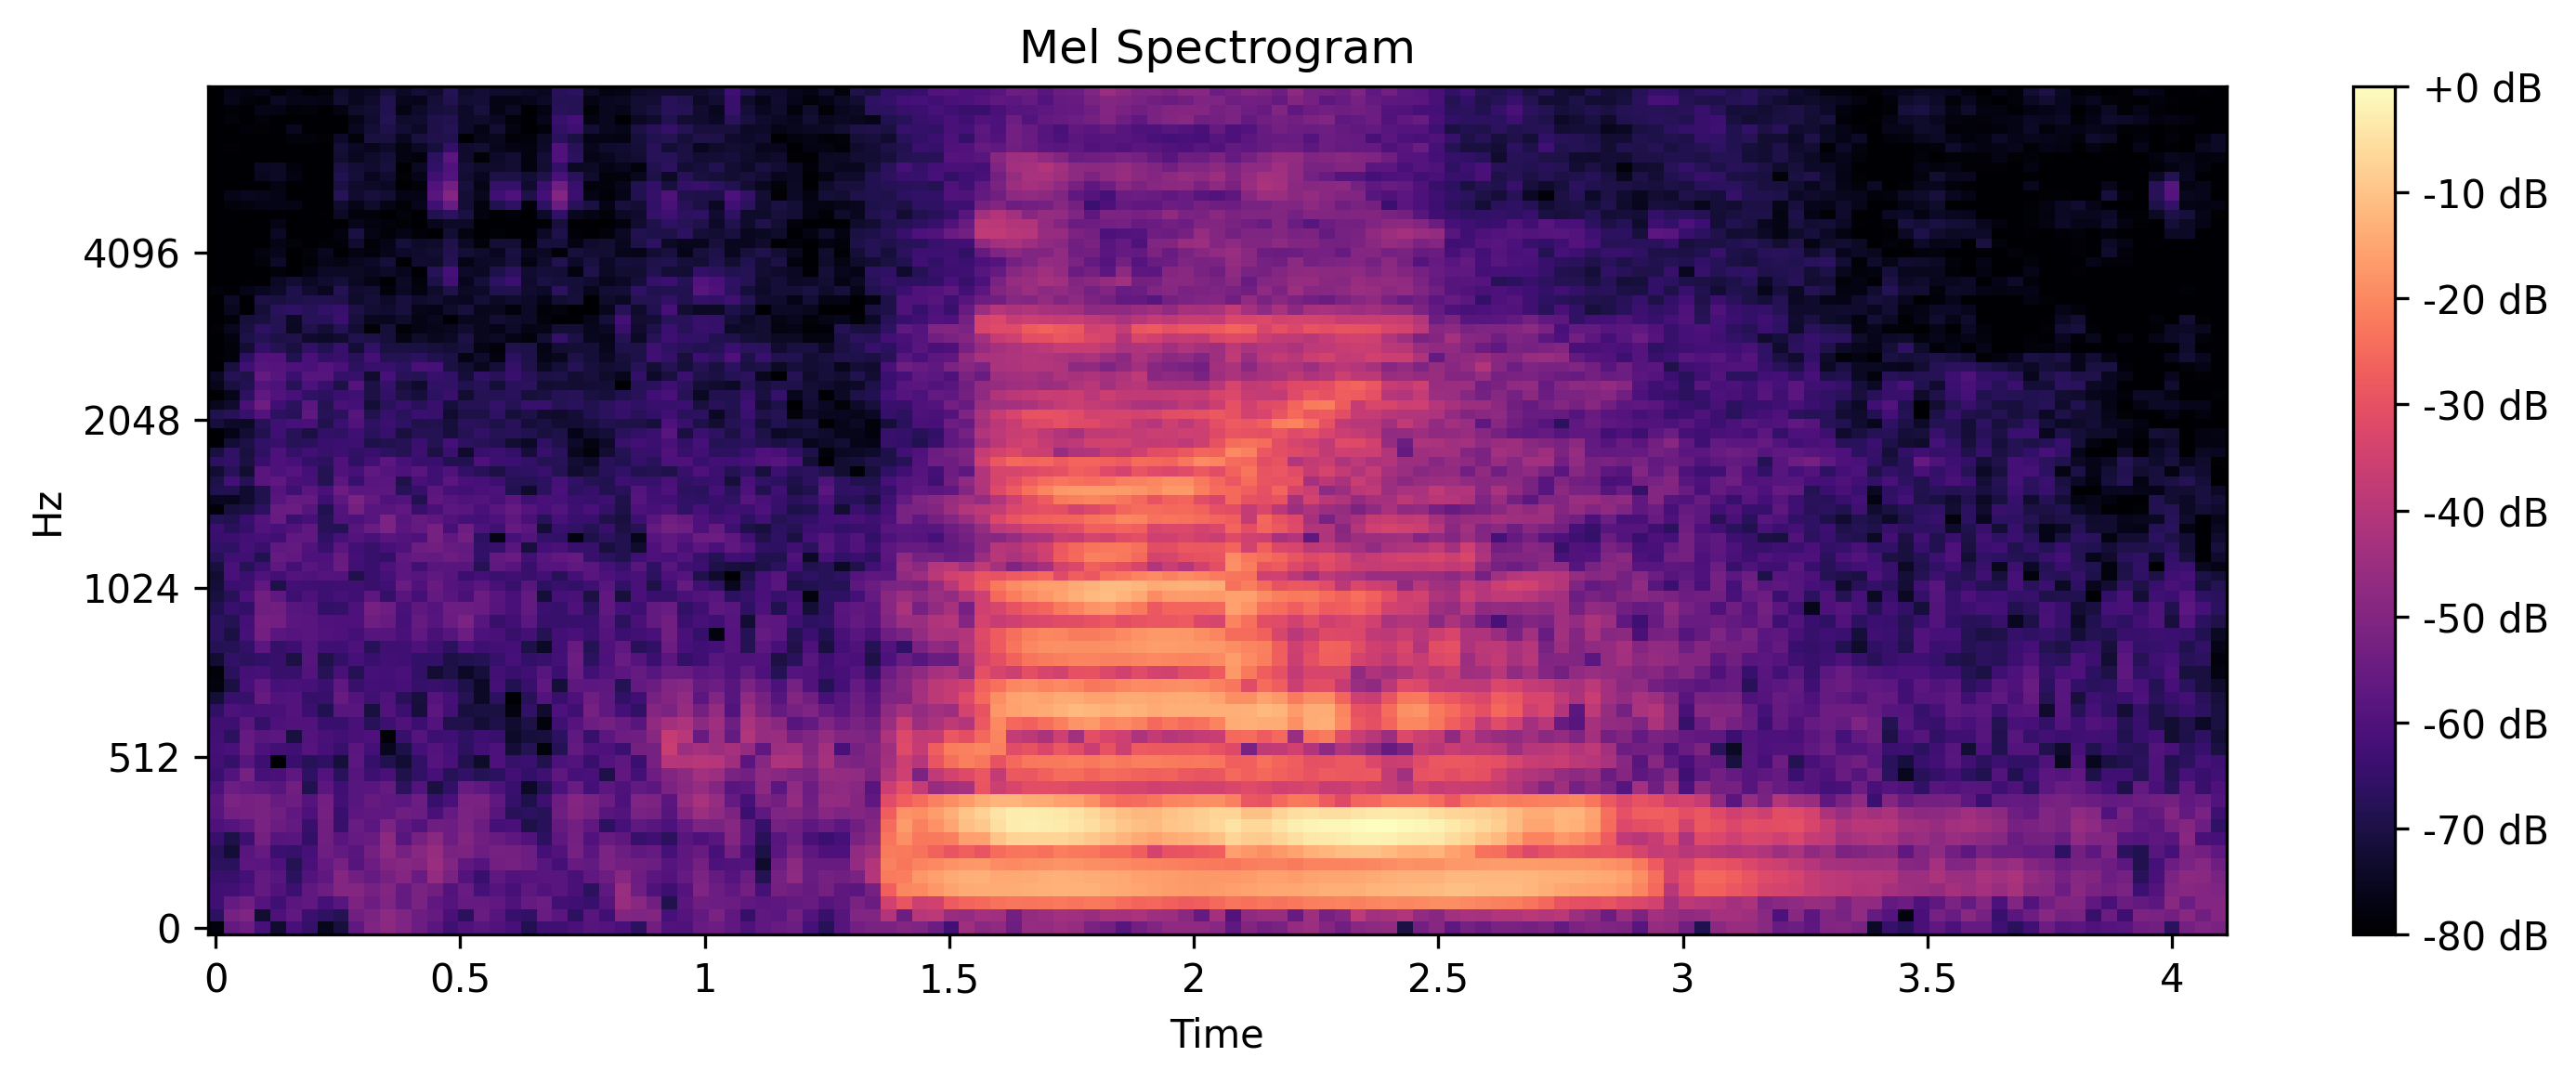 Mel Spectrogram
+0 dB
-10 dB
-20 dB
-30 dB
-40 dB
-50 dB
-60 dB
-70 dB
-80 dB
Hz
4096
2048
1024
512
0
0 0.5 1 1.5 2 2.5 3 3.5 4
Time